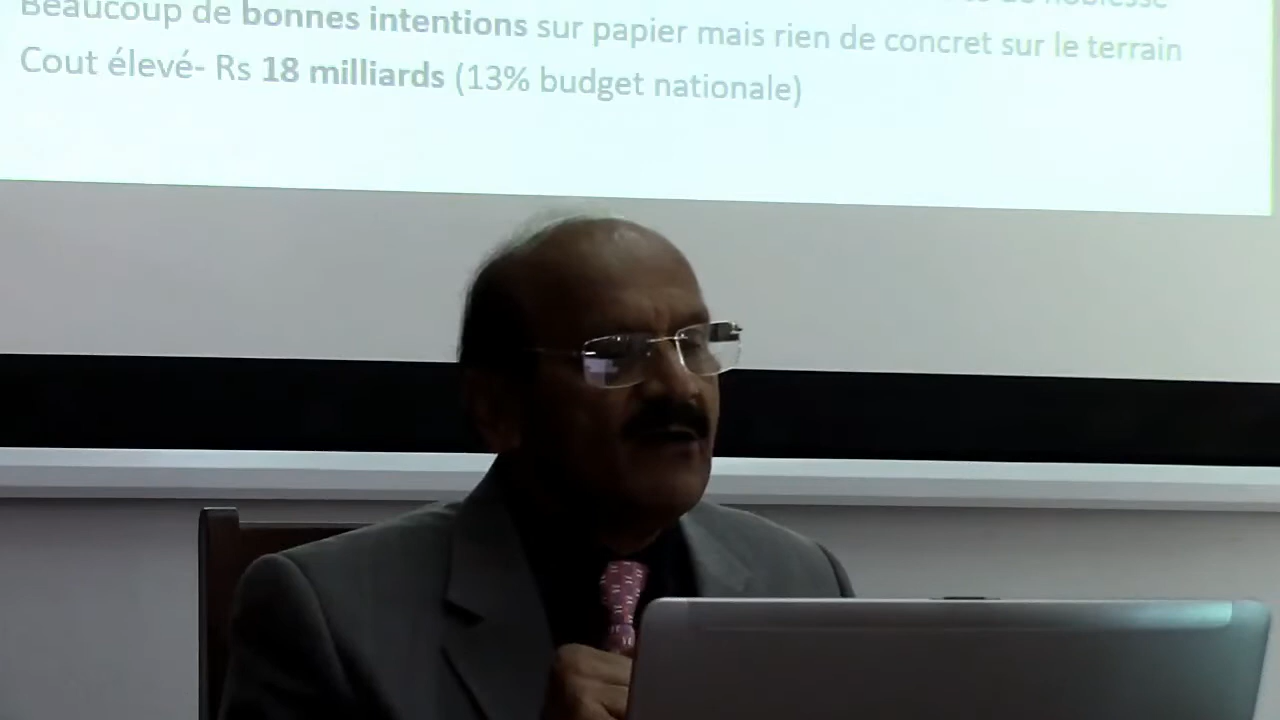 noblesse
Beaucoup de bonnes intentions sur papier mais rien de concret sur le terrain
Cout élevé- Rs 18 milliards (13% budget nationale)